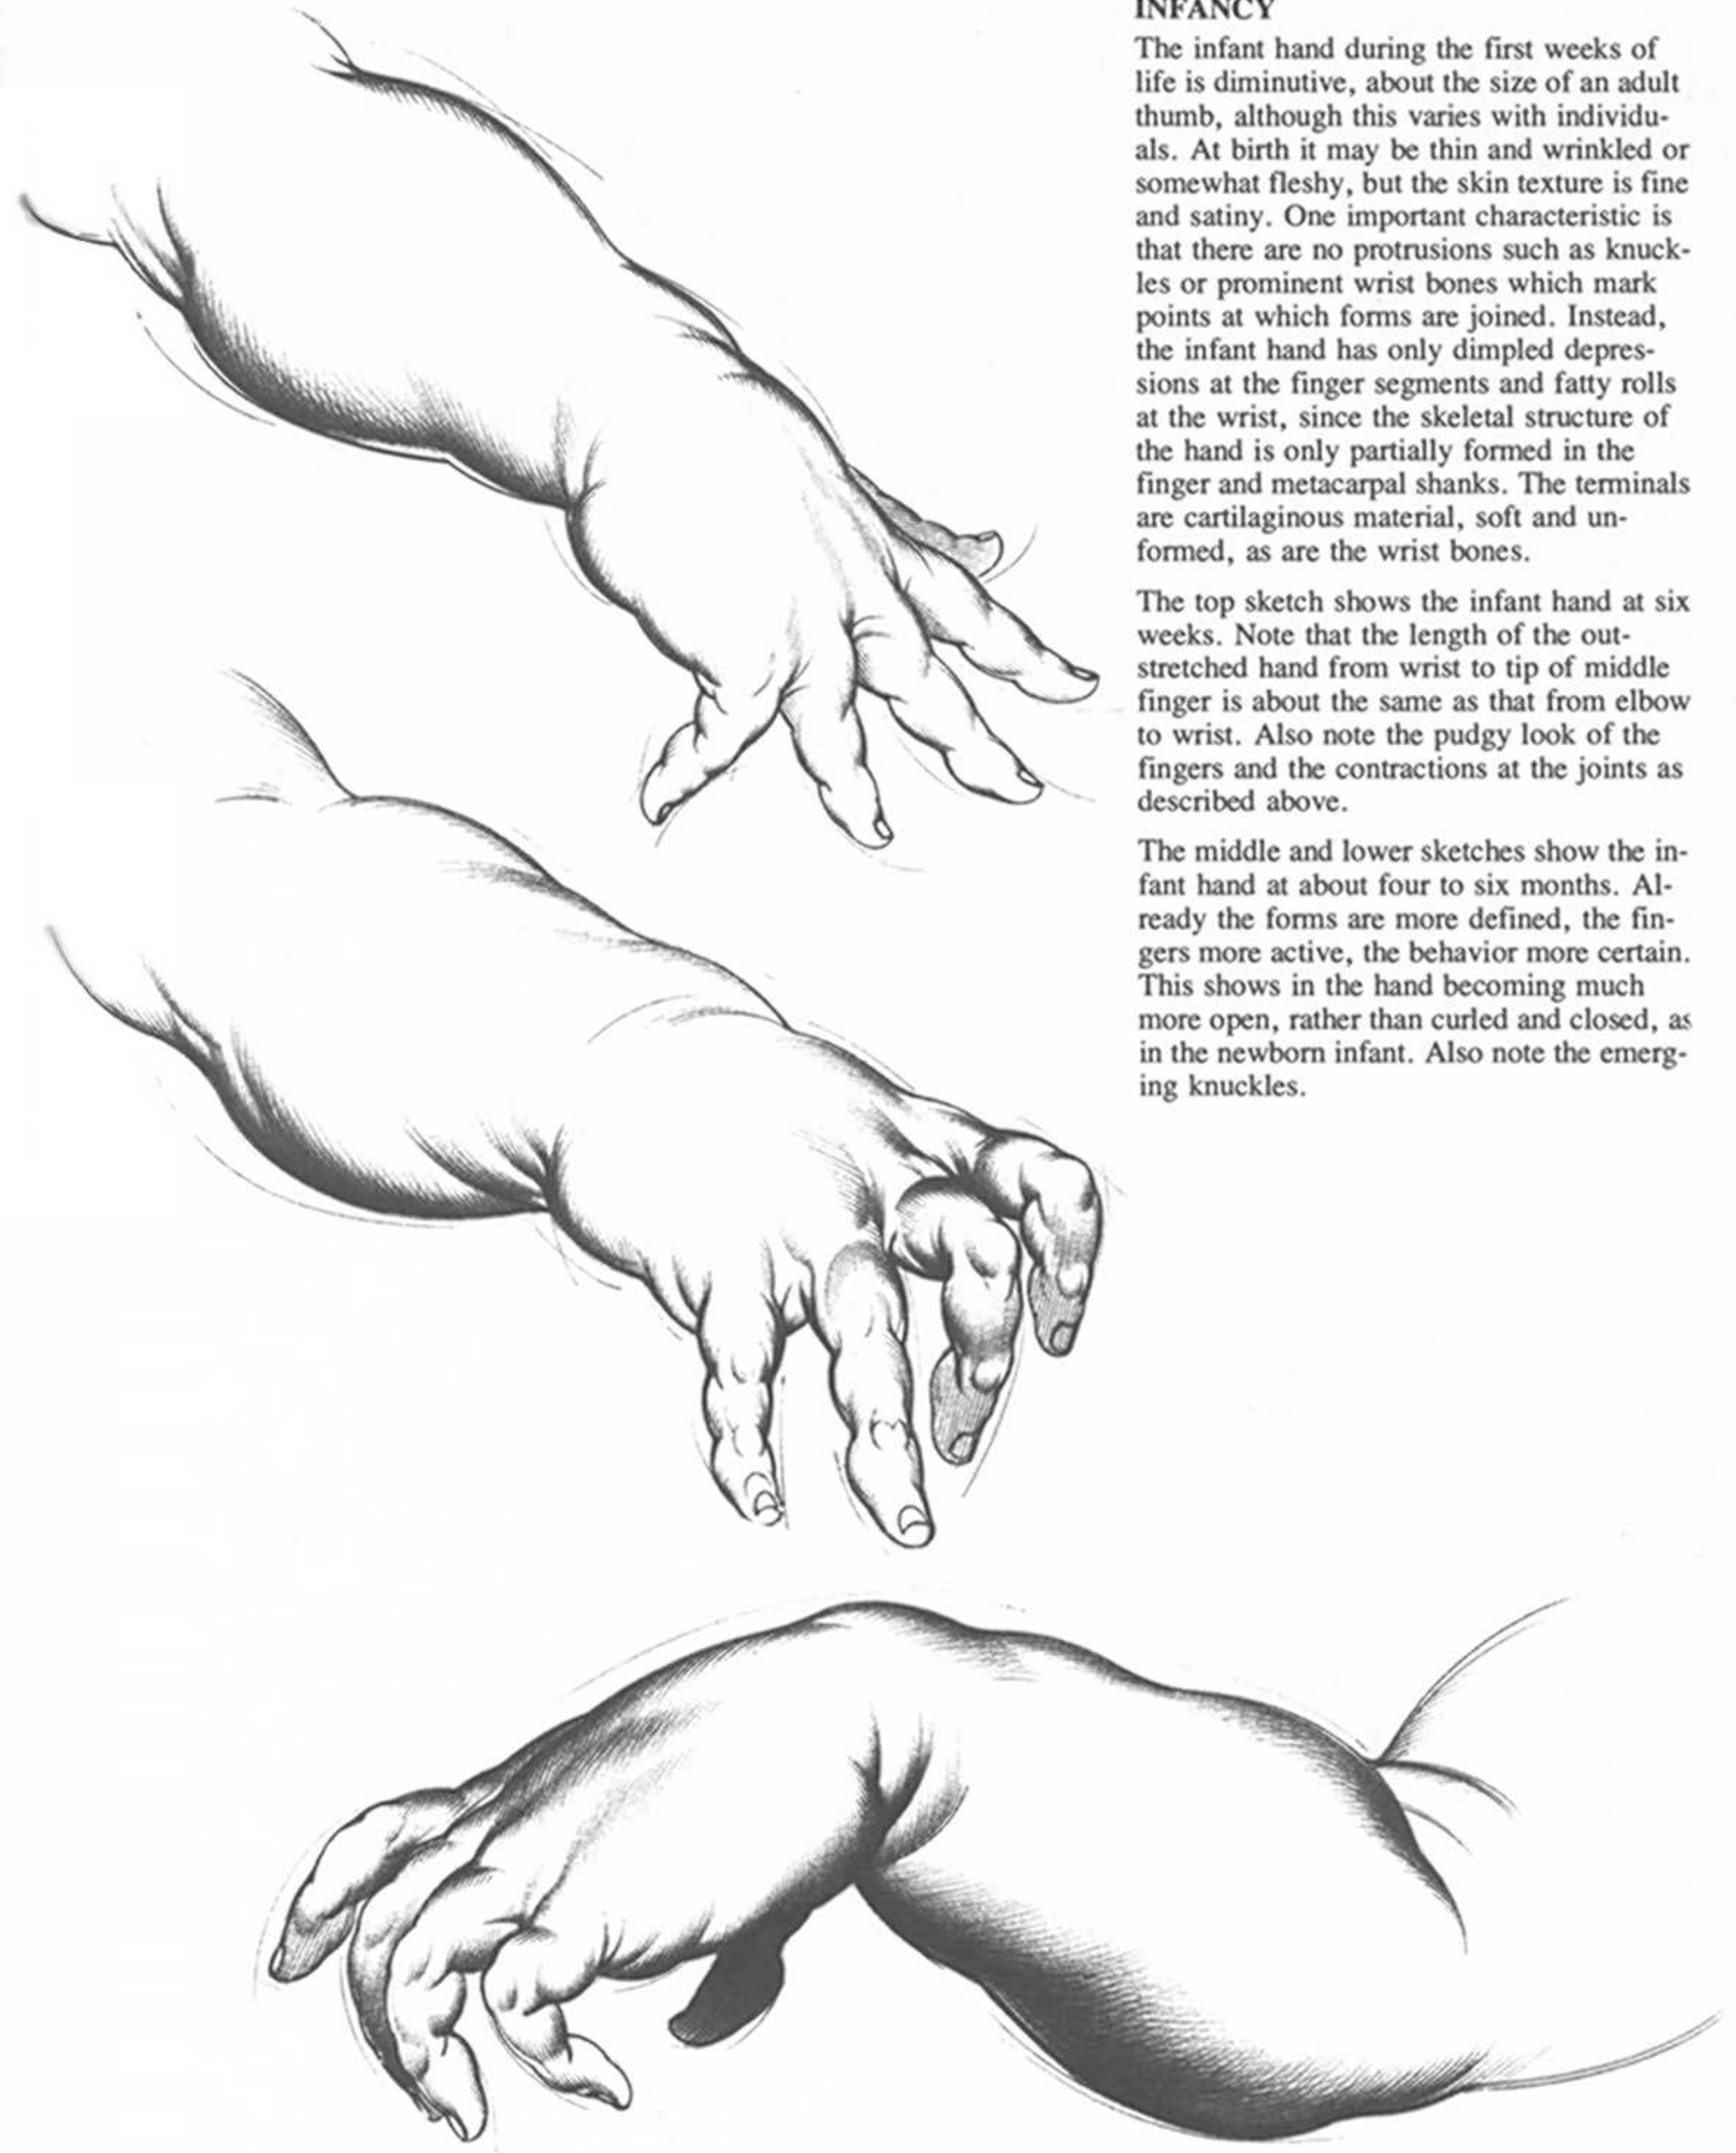 INFANCY
The infant hand during the first weeks of
life is diminutive, about the size of an adult
thumb, although this varies with individu-
als. At birth it may be thin and wrinkled or
somewhat fleshy, but the skin texture is fine
and satiny. One important characteristic is
that there are no protrusions such as knuck-
les or prominent wrist bones which mark
points at which forms are joined. Instead,
the infant hand has only dimpled depres-
sions at the finger segments and fatty rolls
at the wrist, since the skeletal structure of
the hand is only partially formed in the
finger and metacarpal shanks. The terminals
are cartilaginous material, soft and un-
formed, as are the wrist bones.
The top sketch shows the infant hand at six
weeks. Note that the length of the out-
stretched hand from wrist to tip of middle
finger is about the same as that from elbow
to wrist. Also note the pudgy look of the
fingers and the contractions at the joints as
described above.
The middle and lower sketches show the in-
fant hand at about four to six months. Al-
ready the forms are more defined, the fin-
gers more active, the behavior more certain.
This shows in the hand becoming much
more open, rather than curled and closed, as
in the newborn infant. Also note the emerg-
ing knuckles.